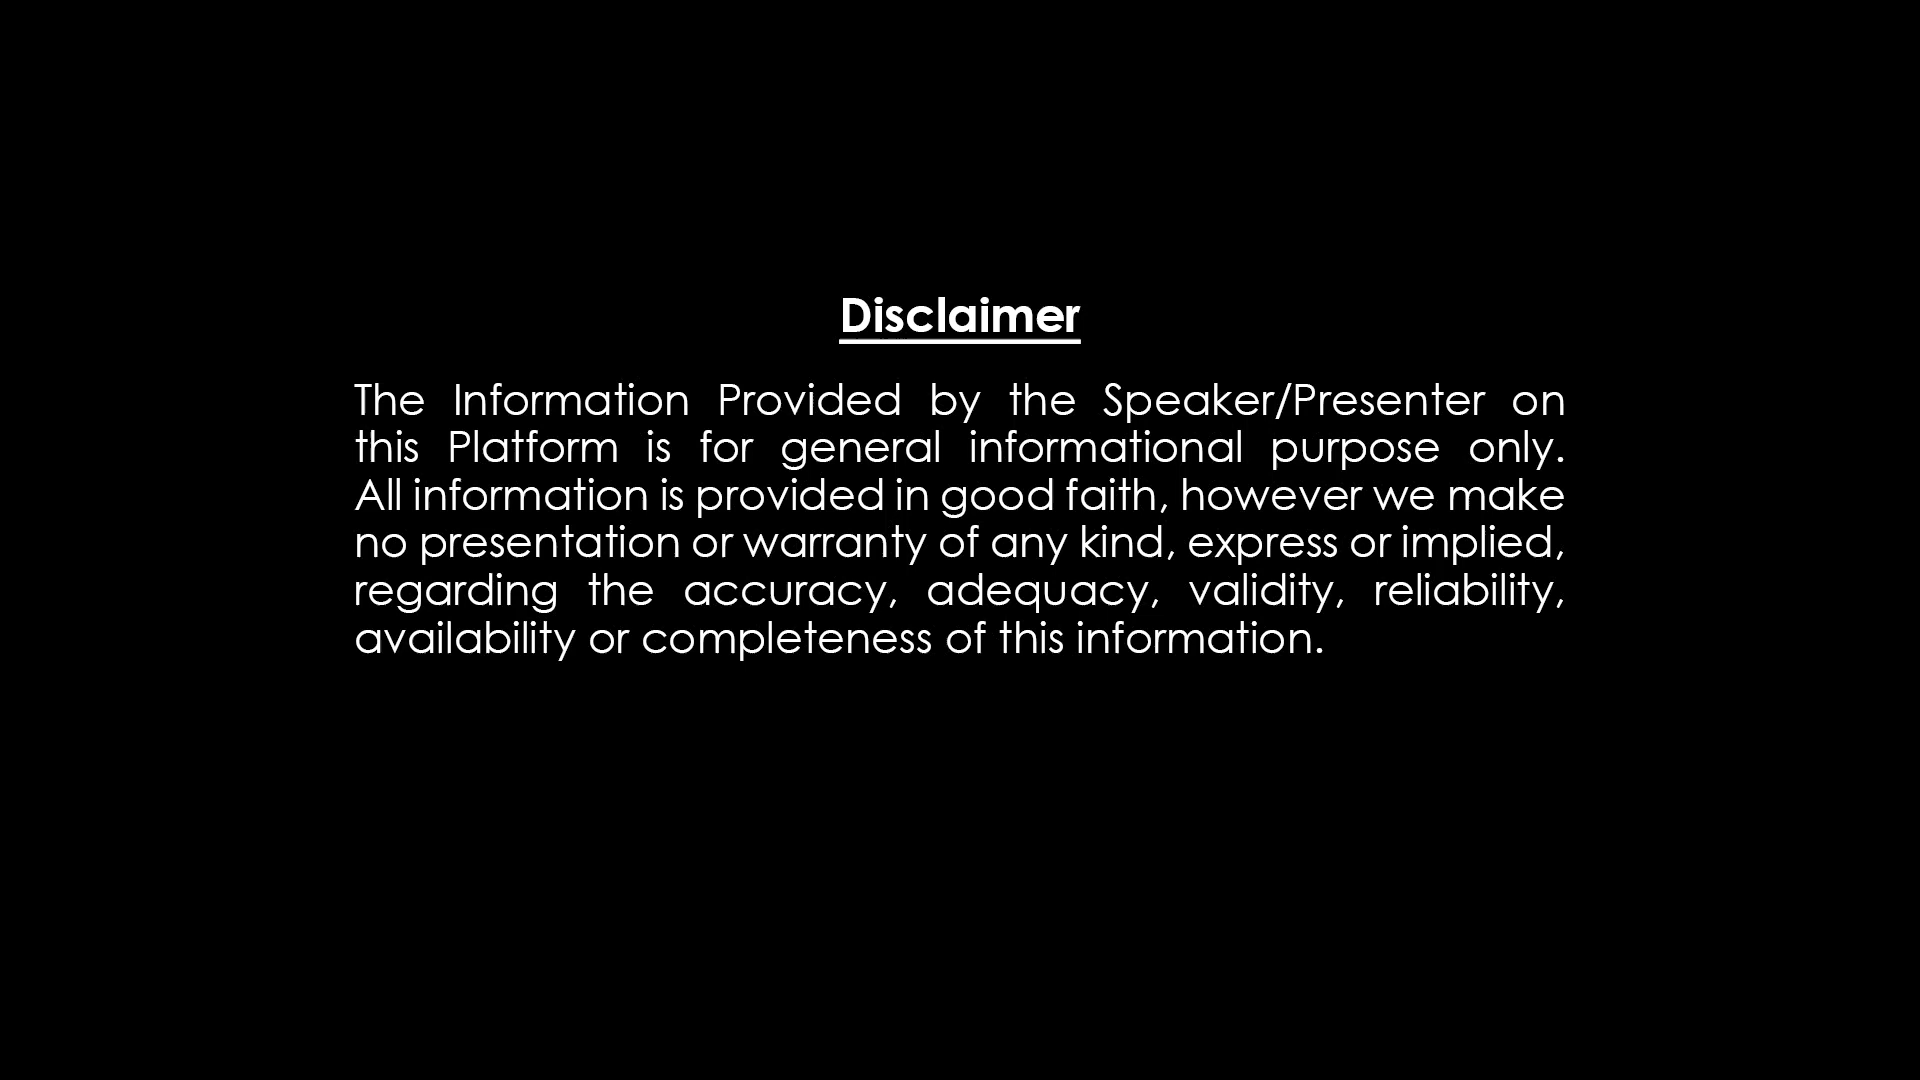 Disclaimer
The Information Provided by the Speaker/Presenter on
this Platform is for general informational purpose only.
All information is provided in good faith, however we make
no presentation or warranty of any kind, express or implied,
regarding the accuracy, adequacy, validity, reliability,
availability or completeness of this information.